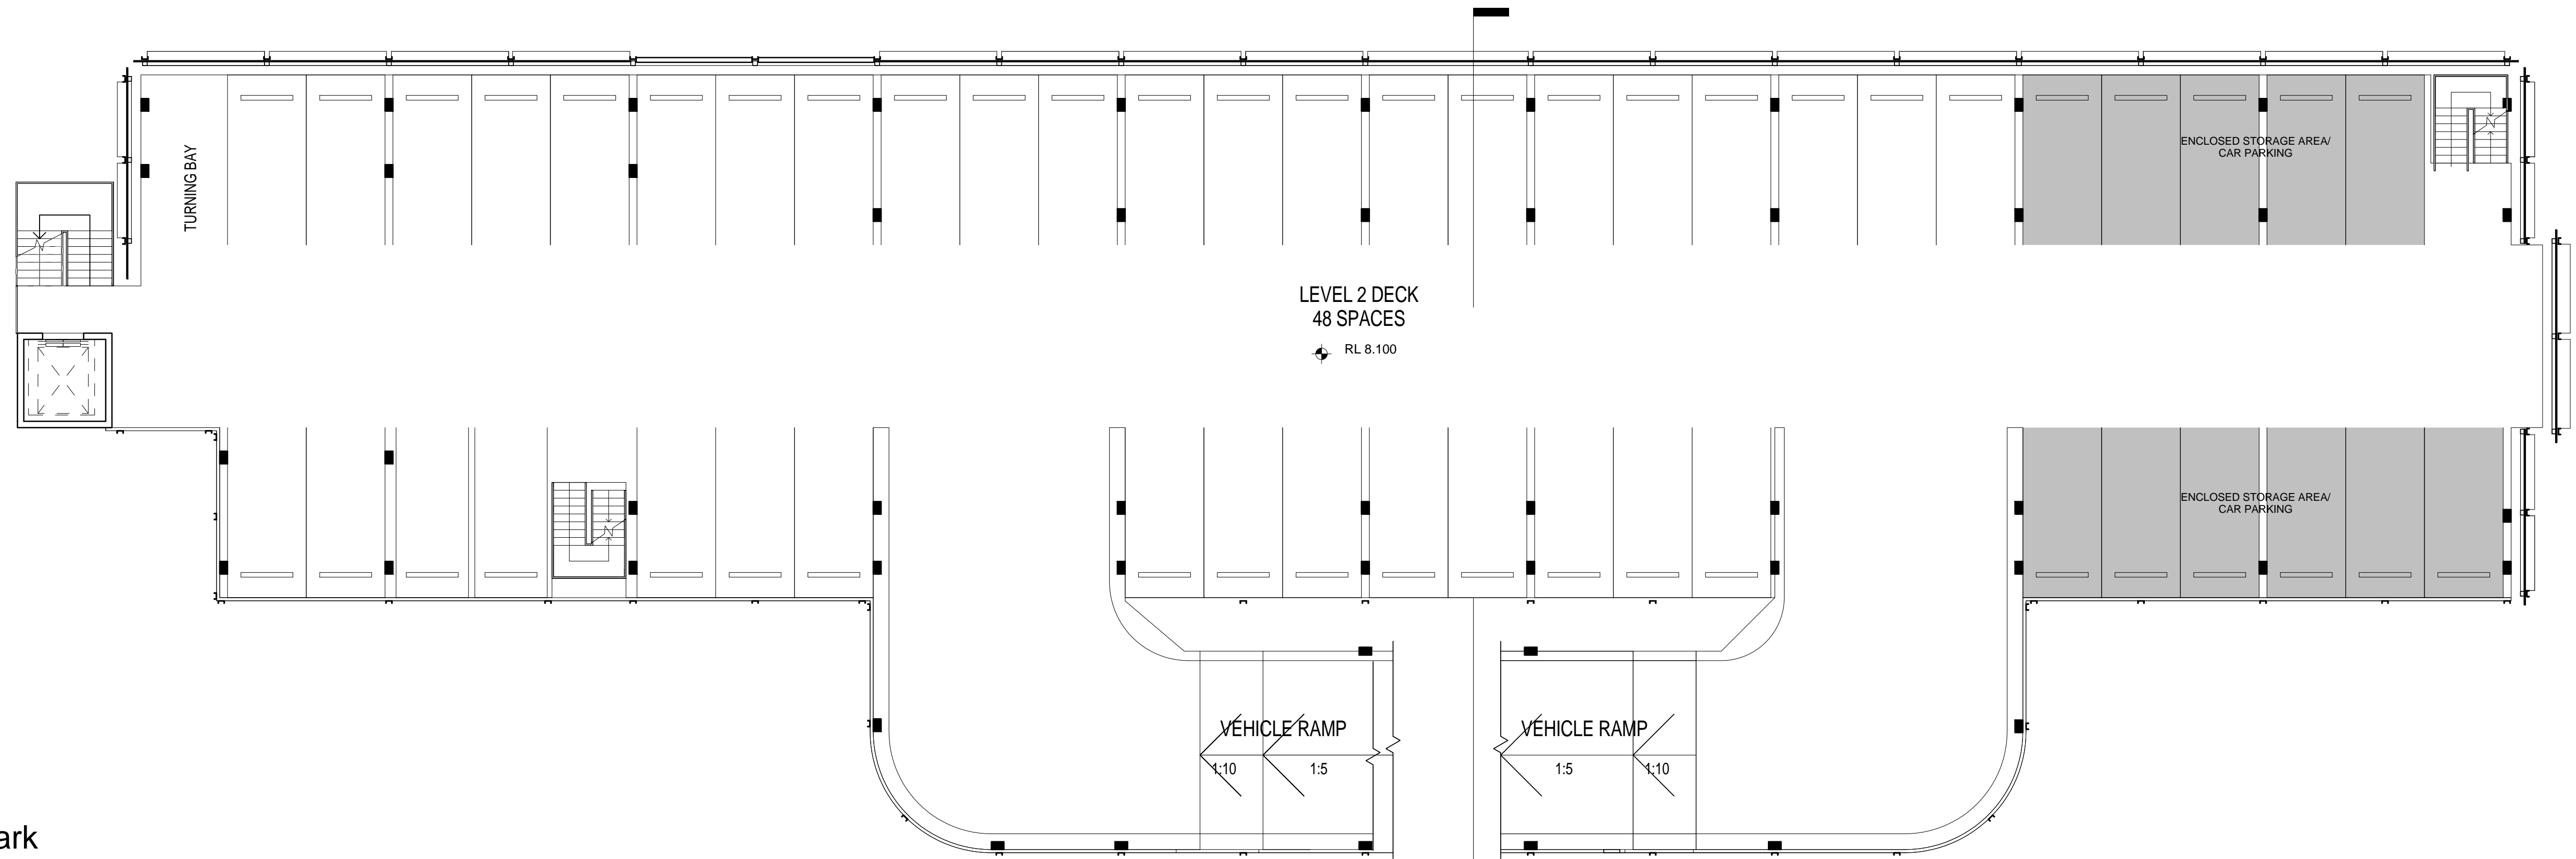 TURNING BAY
ENCLOSED STORAGE AREA/
CAR PARKING
LEVEL 2 DECK
48 SPACES
RL 8.100
ENCLOSED STORAGE AREA/
CAR PARKING
VEHICLE RAMP
VEHICLE RAMP
1:10
1:5
1:5
1:10
ark